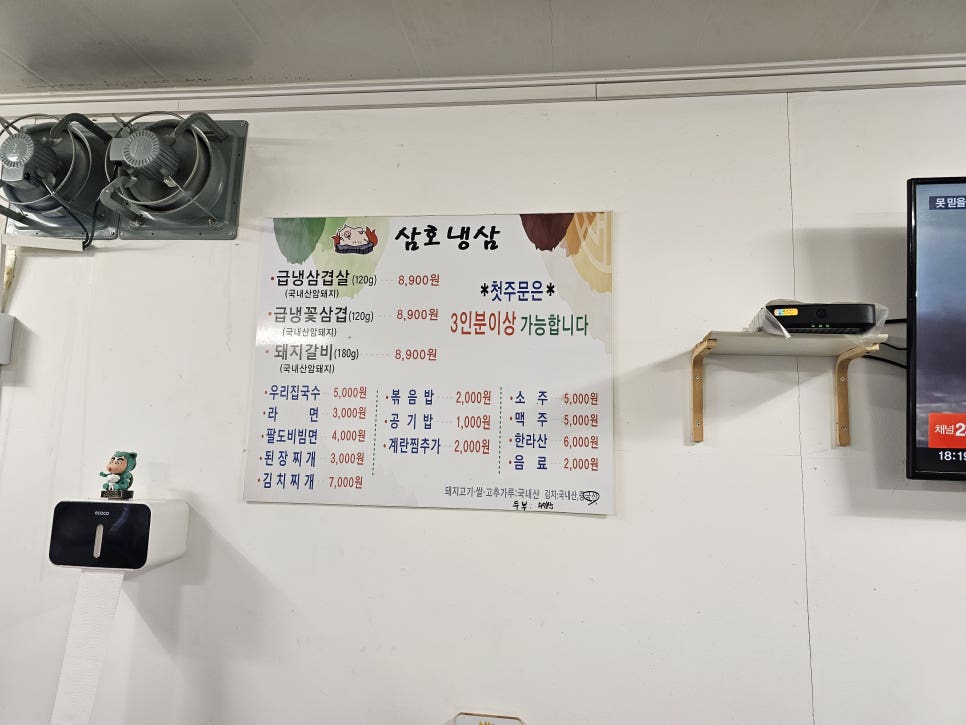 삼호냉삼
•급냉삼겹살(120g) 8,900원
(국내산암돼지)
•급냉꽃삼겹(120g) 8,900원
(국내산암돼지)
•돼지갈비(180g) 8,900원
(국내산암돼지)
*첫주문은*
3인분이상 가능합니다
•우리집국수 5,000원
•라 면 3,000원
•팔도비빔면 4,000원
•된장찌개 3,000원
•김치찌개 7,000원
•볶음밥 2,000원
•공기밥 1,000원
•계란찜추가 2,000원
•소 주 5,000원
•맥 주 5,000원
•한라산 6,000원
•음 료 2,000원
돼지고기·쌀·고추가루:국내산 김치:국내산,중국산
두부:
못 믿을
채널2
18:19
ecoco